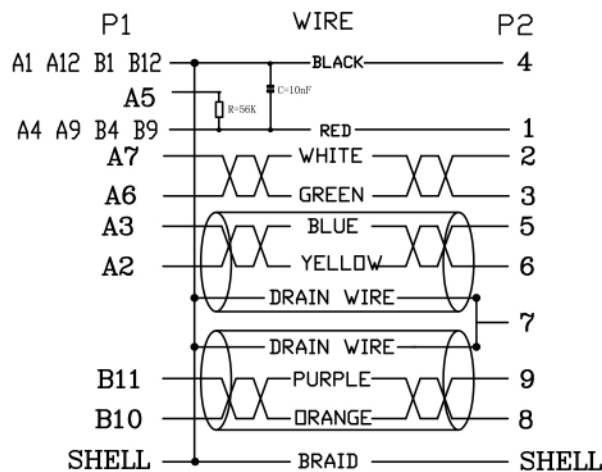 P1 WIRE P2
A1 A12 B1 B12 BLACK 4
C=10nF
A5
R=56K
A4 A9 B4 B9 RED 1
A7 WHITE 2
A6 GREEN 3
A3 BLUE 5
A2 YELLOW 6
DRAIN WIRE
7
DRAIN WIRE
B11 PURPLE 9
B10 ORANGE 8
SHELL BRAID SHELL